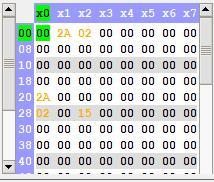 x0 x1 x2 x3 x4 x5 x6 x7
00 00 2A 02 00 00 00 00 00
08 00 00 00 00 00 00 00 00
10 00 00 00 00 00 00 00 00
18 00 00 00 00 00 00 00 00
20 2A 00 00 00 00 00 00 00
28 02 00 15 00 00 00 00 00
30 00 00 00 00 00 00 00 00
38 00 00 00 00 00 00 00 00
40 00 00 00 00 00 00 00 00